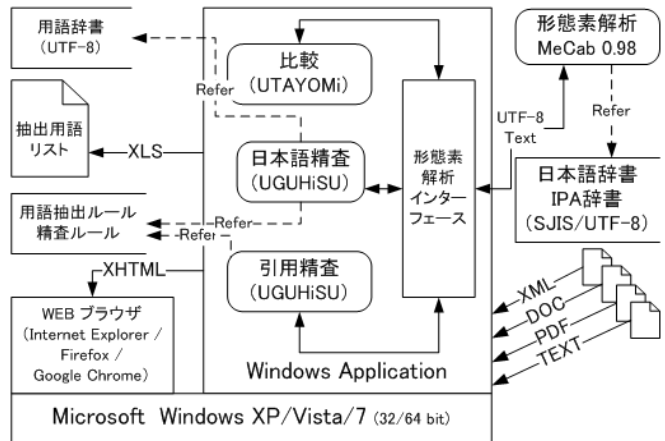 用語辞書
(UTF-8)
Refer
抽出用語
リスト
XLS
用語抽出ルール
精査ルール
Refer
Refer
XHTML
WEB ブラウザ
(Internet Explorer /
Firefox /
Google Chrome)
比較
(UTAYOMi)
日本語精査
(UGUHiSU)
引用精査
(UGUHiSU)
形態素
解析
インター
フェース
Windows Application
Microsoft Windows XP/Vista/7 (32/64 bit)
形態素解析
MeCab 0.98
UTF-8
Text
Refer
日本語辞書
IPA辞書
(SJIS/UTF-8)
XML
DOC
PDF
TEXT